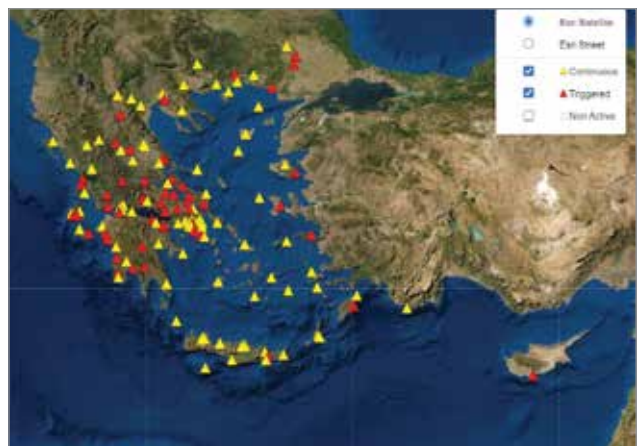 Esri Satellite
Esri Street
Continuous
Triggered
Non Active